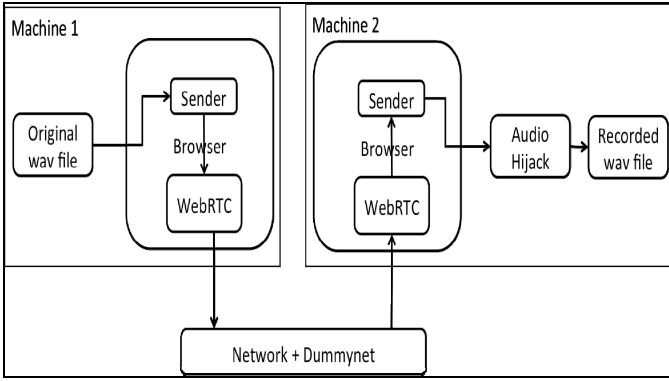 Machine 1
Sender
Original
wav file
Browser
WebRTC
Machine 2
Sender
Browser
WebRTC
Audio
Hijack
Recorded
wav file
Network + Dummynet